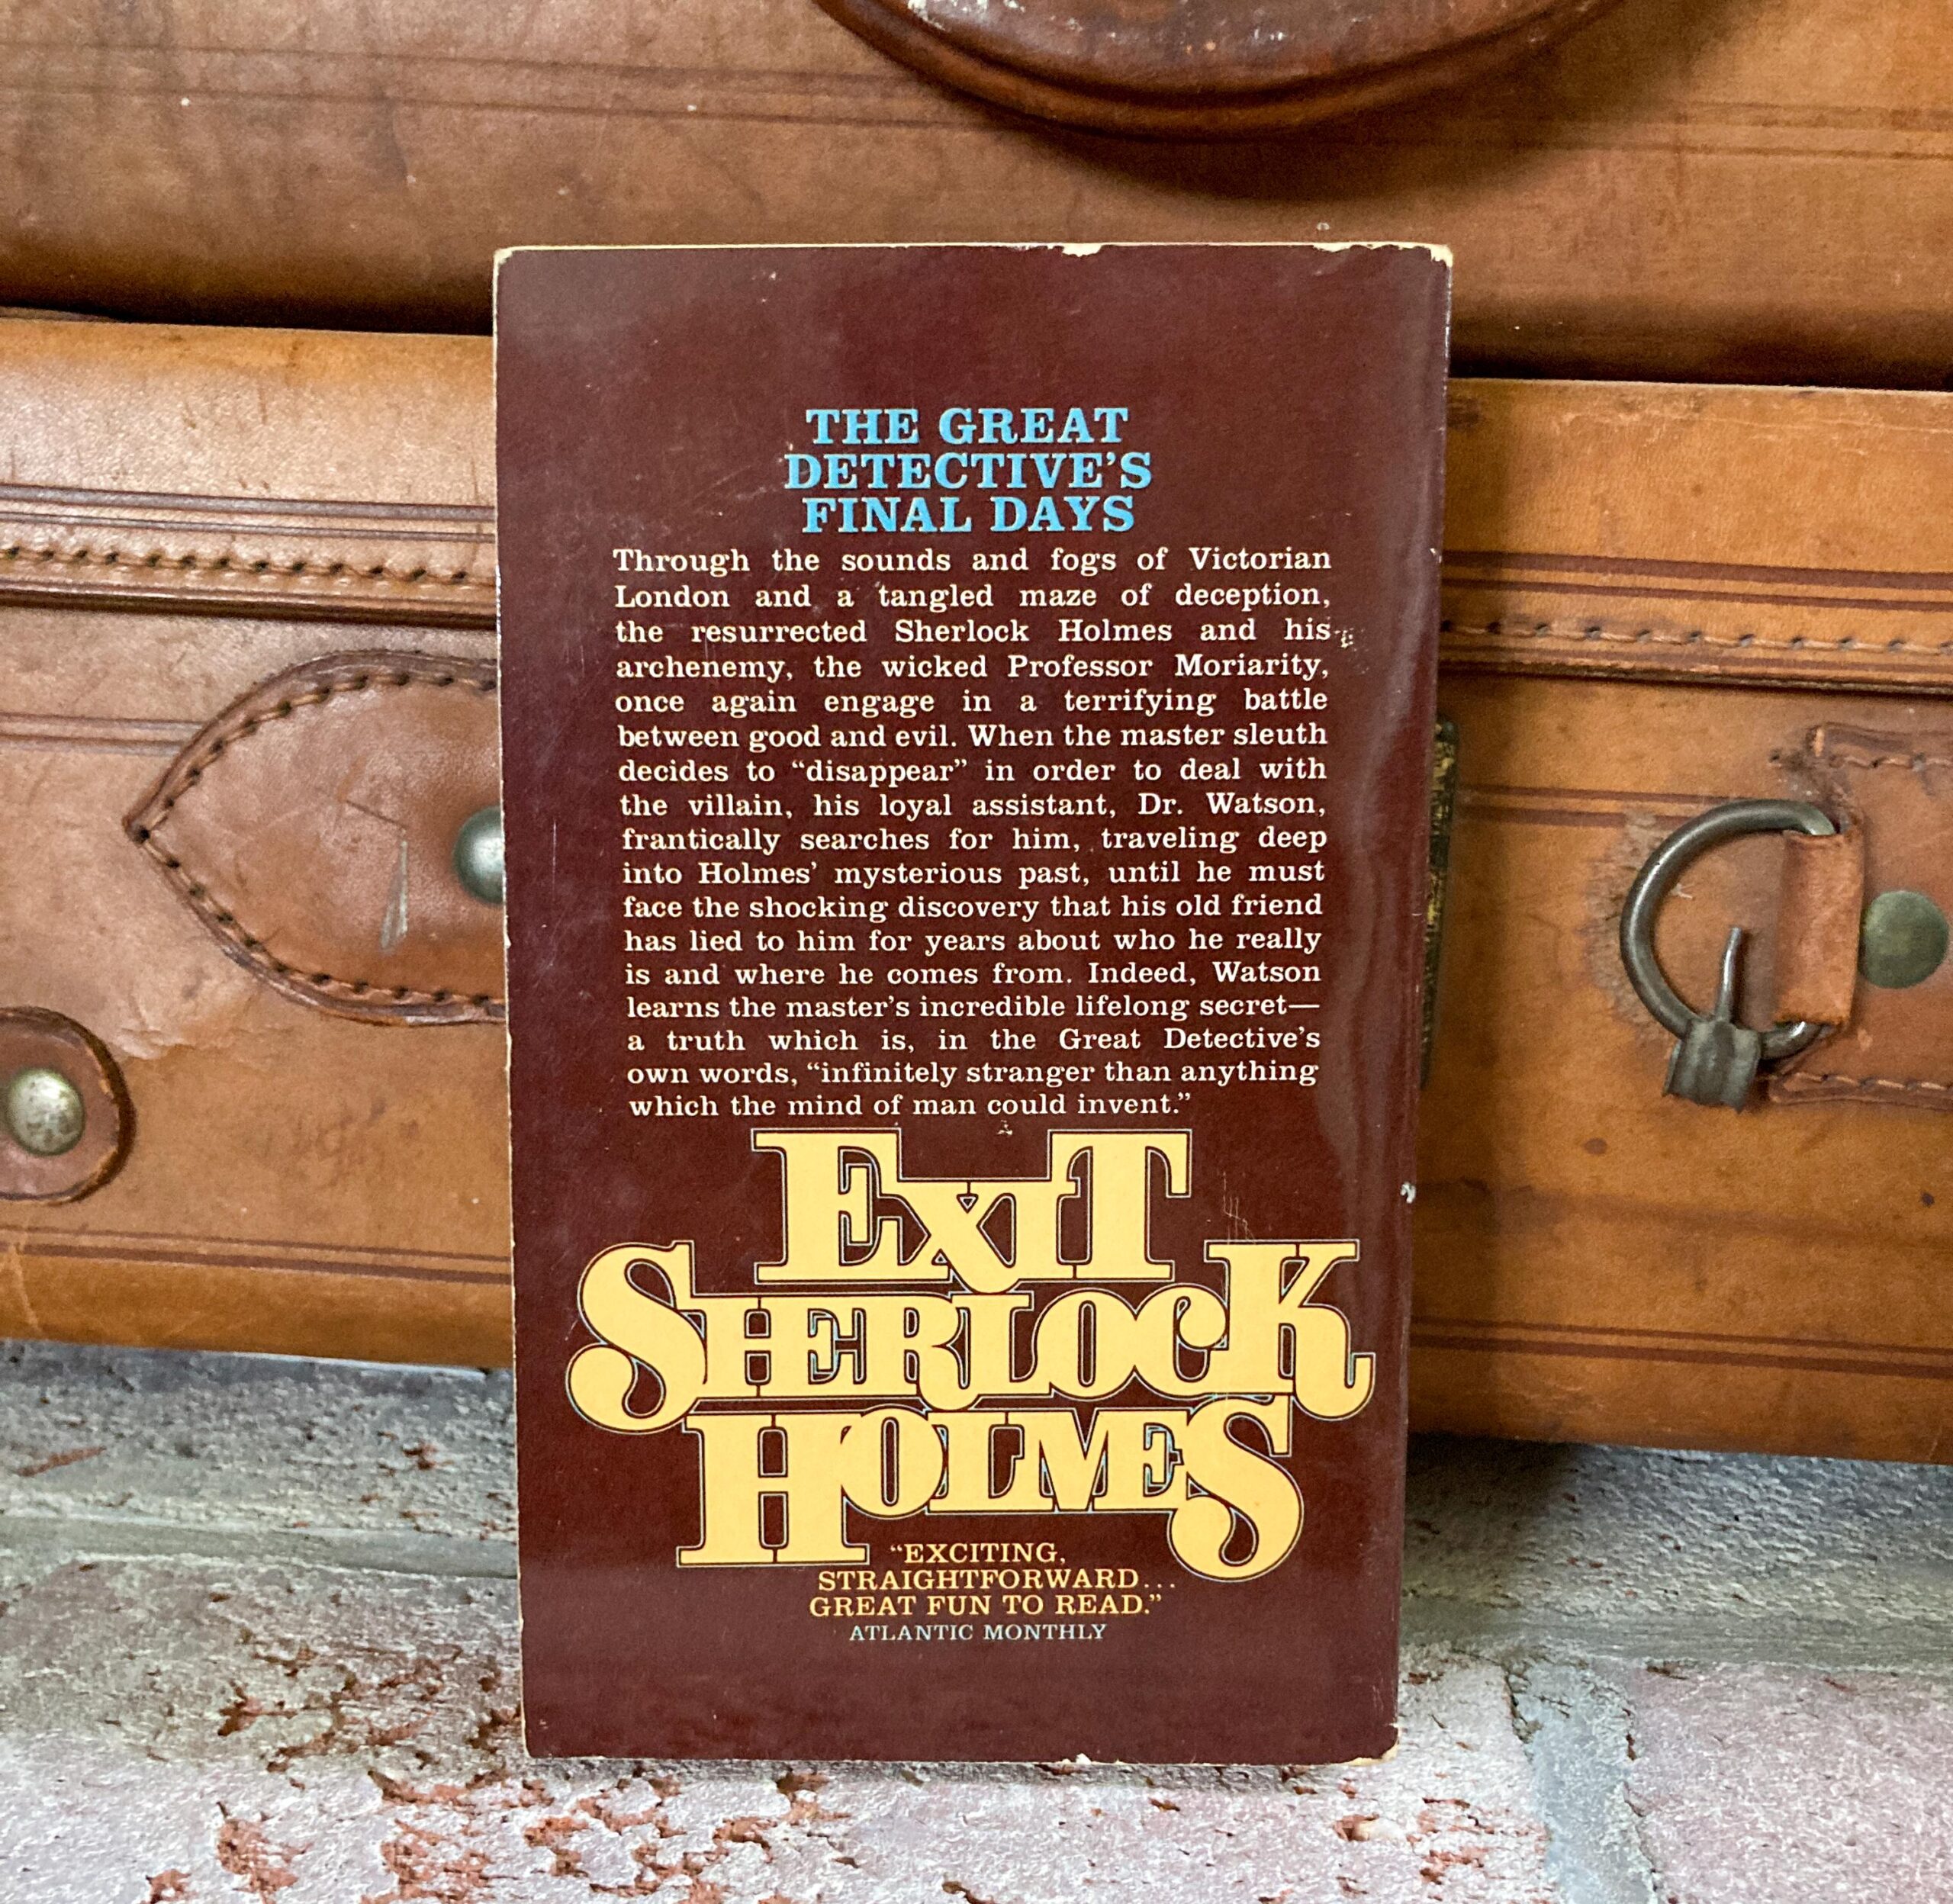 THE GREAT
DETECTIVE'S
FINAL DAYS
Through the sounds and fogs of Victorian
London and a tangled maze of deception,
the resurrected Sherlock Holmes and his
archenemy, the wicked Professor Moriarity,
once again engage in a terrifying battle
between good and evil. When the master sleuth
decides to “disappear” in order to deal with
the villain, his loyal assistant, Dr. Watson,
frantically searches for him, traveling deep
into Holmes’ mysterious past, until he must
face the shocking discovery that his old friend
has lied to him for years about who he really
is and where he comes from. Indeed, Watson
learns the master’s incredible lifelong secret—
a truth which is, in the Great Detective’s
own words, “infinitely stranger than anything
which the mind of man could invent.”
EXIT
SHERLOCK
HOLMES
“EXCITING,
STRAIGHTFORWARD...
GREAT FUN TO READ.”
ATLANTIC MONTHLY